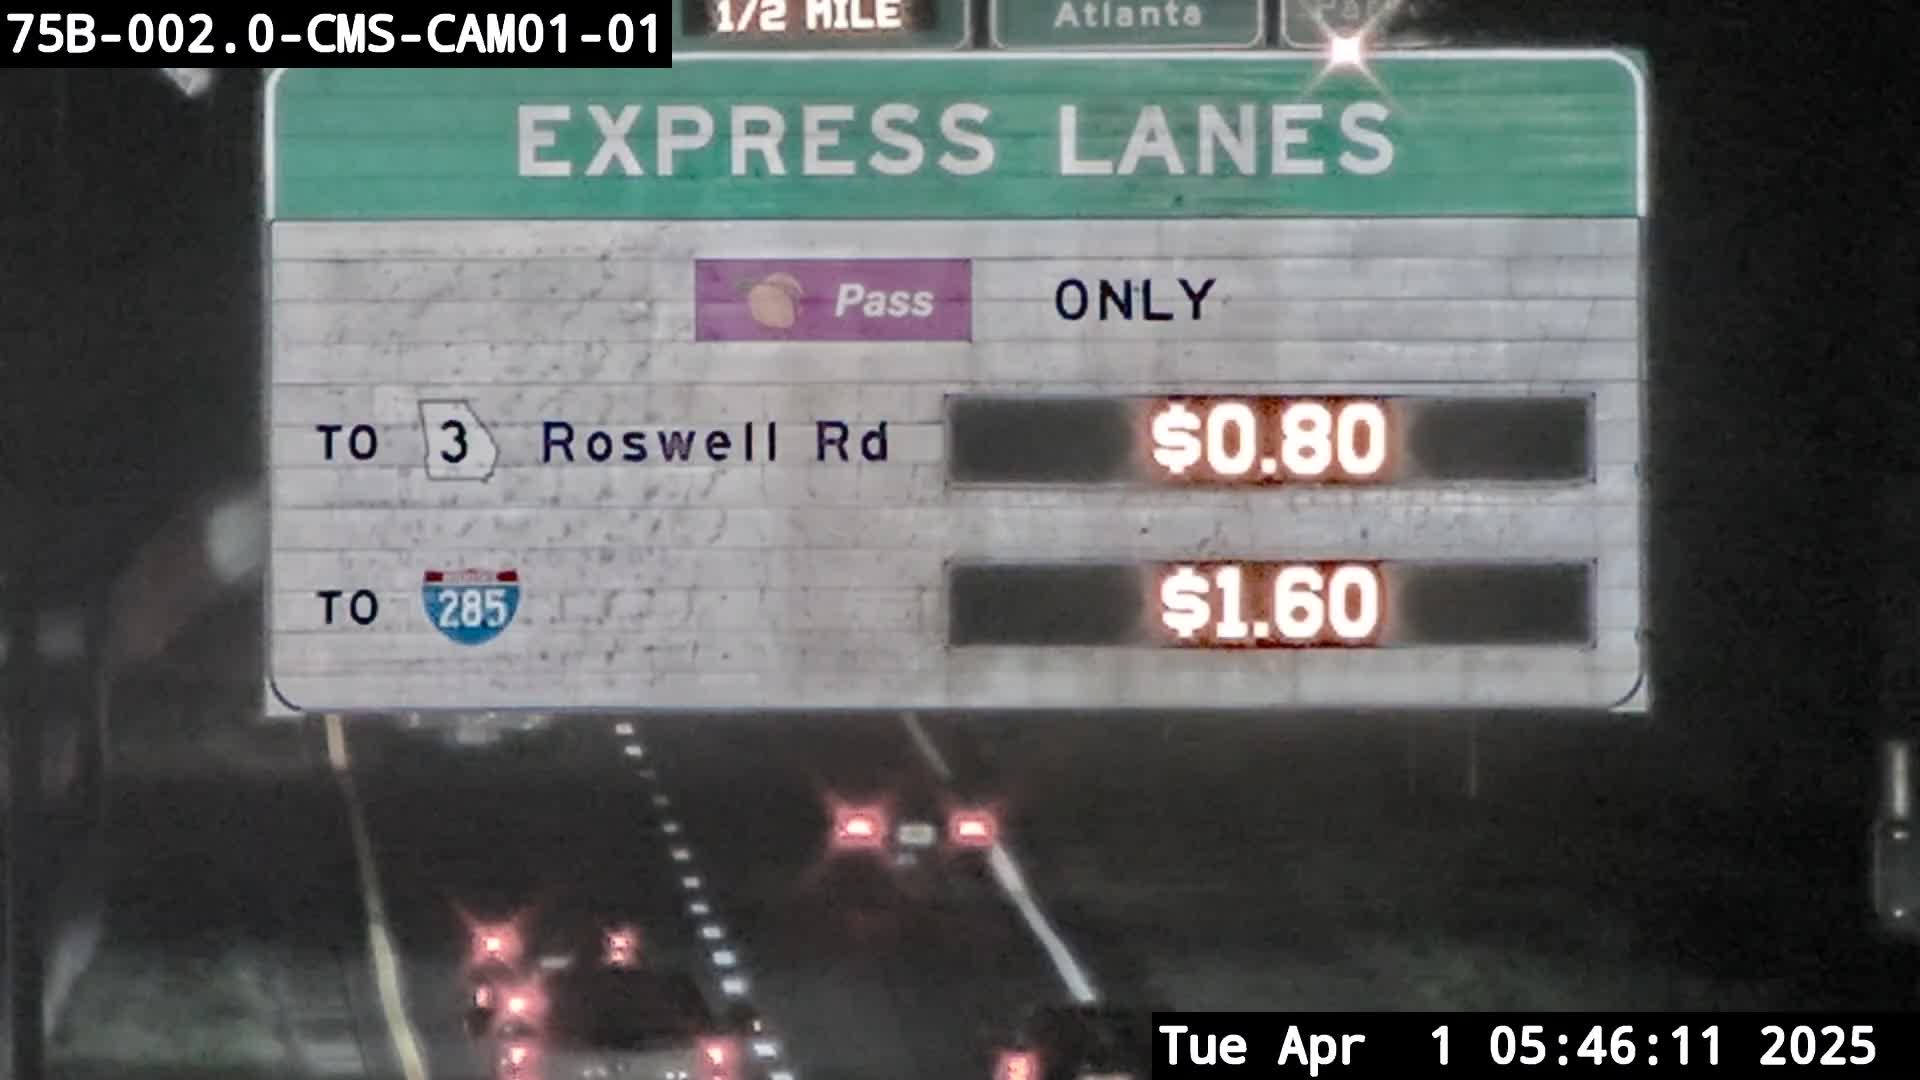 75B-002.0-CMS-CAM01-01
1/2 MILE
Atlanta
EXPRESS LANES
Pass ONLY
TO 3 Roswell Rd $0.80
TO 285 $1.60
Tue Apr 1 05:46:11 2025